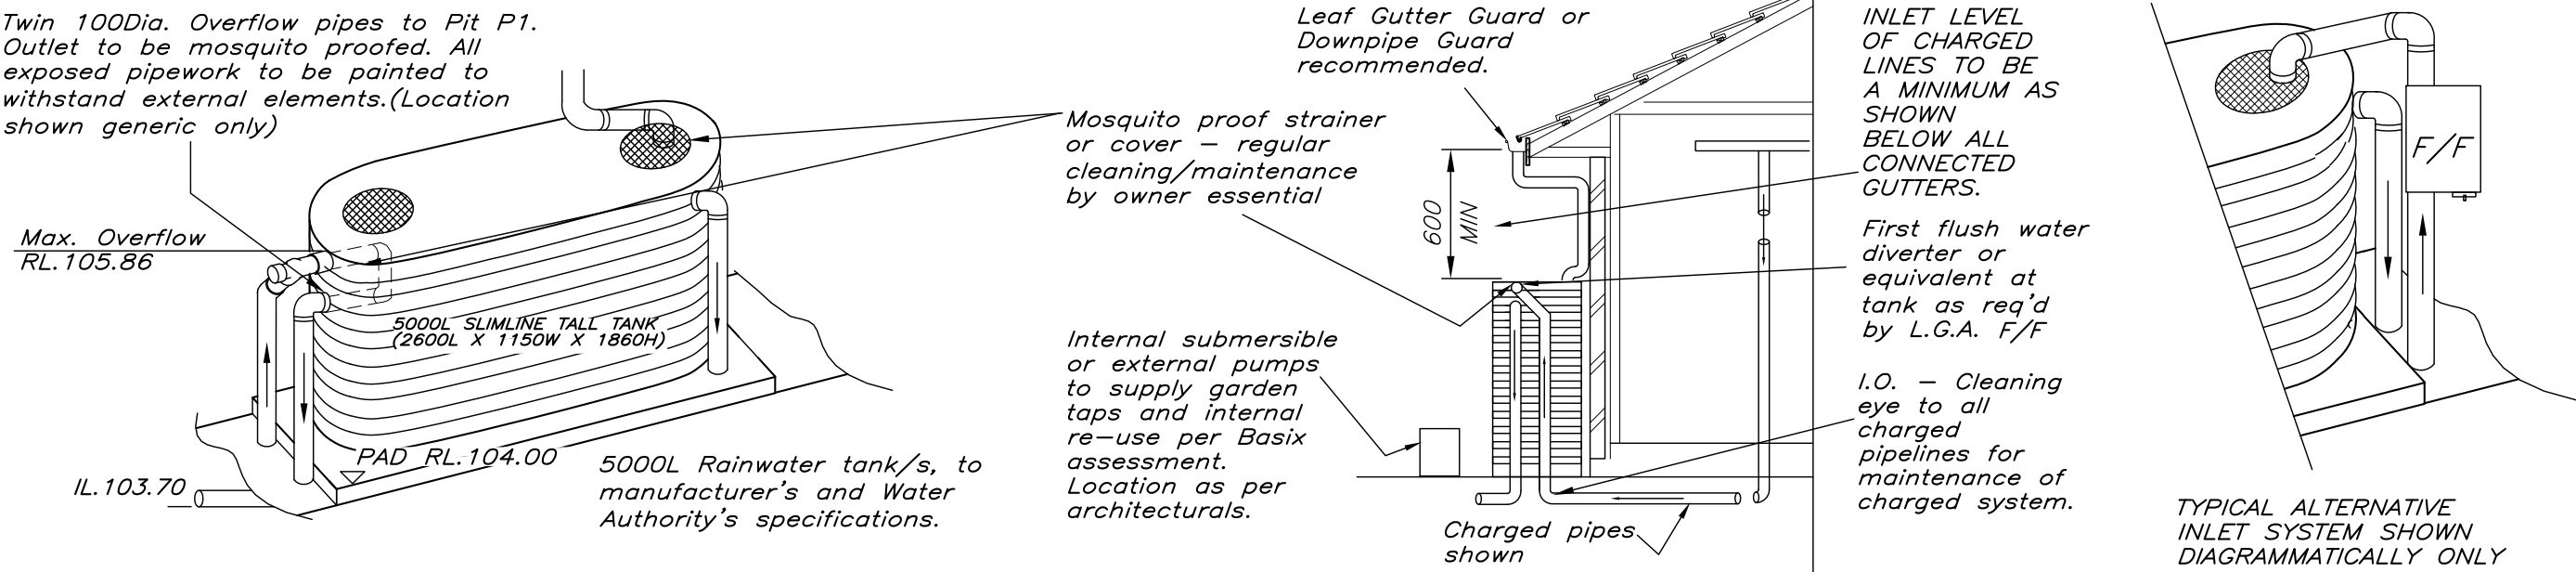 Twin 100Dia. Overflow pipes to Pit P1.
Outlet to be mosquito proofed. All
exposed pipework to be painted to
withstand external elements.(Location
shown generic only)
Max. Overflow
RL.105.86
5000L SLIMLINE TALL TANK
(2600L X 1150W X 1860H)
PAD RL.104.00
IL.103.70
5000L Rainwater tank/s, to
manufacturer's and Water
Authority's specifications.
Leaf Gutter Guard or
Downpipe Guard
recommended.
Mosquito proof strainer
or cover – regular
cleaning/maintenance
by owner essential
600
MIN
Internal submersible
or external pumps
to supply garden
taps and internal
re–use per Basix
assessment.
Location as per
architecturals.
Charged pipes
shown
INLET LEVEL
OF CHARGED
LINES TO BE
A MINIMUM AS
SHOWN
BELOW ALL
CONNECTED
GUTTERS.
First flush water
diverter or
equivalent at
tank as req'd
by L.G.A. F/F
I.O. – Cleaning
eye to all
charged
pipelines for
maintenance of
charged system.
F/F
TYPICAL ALTERNATIVE
INLET SYSTEM SHOWN
DIAGRAMMATICALLY ONLY